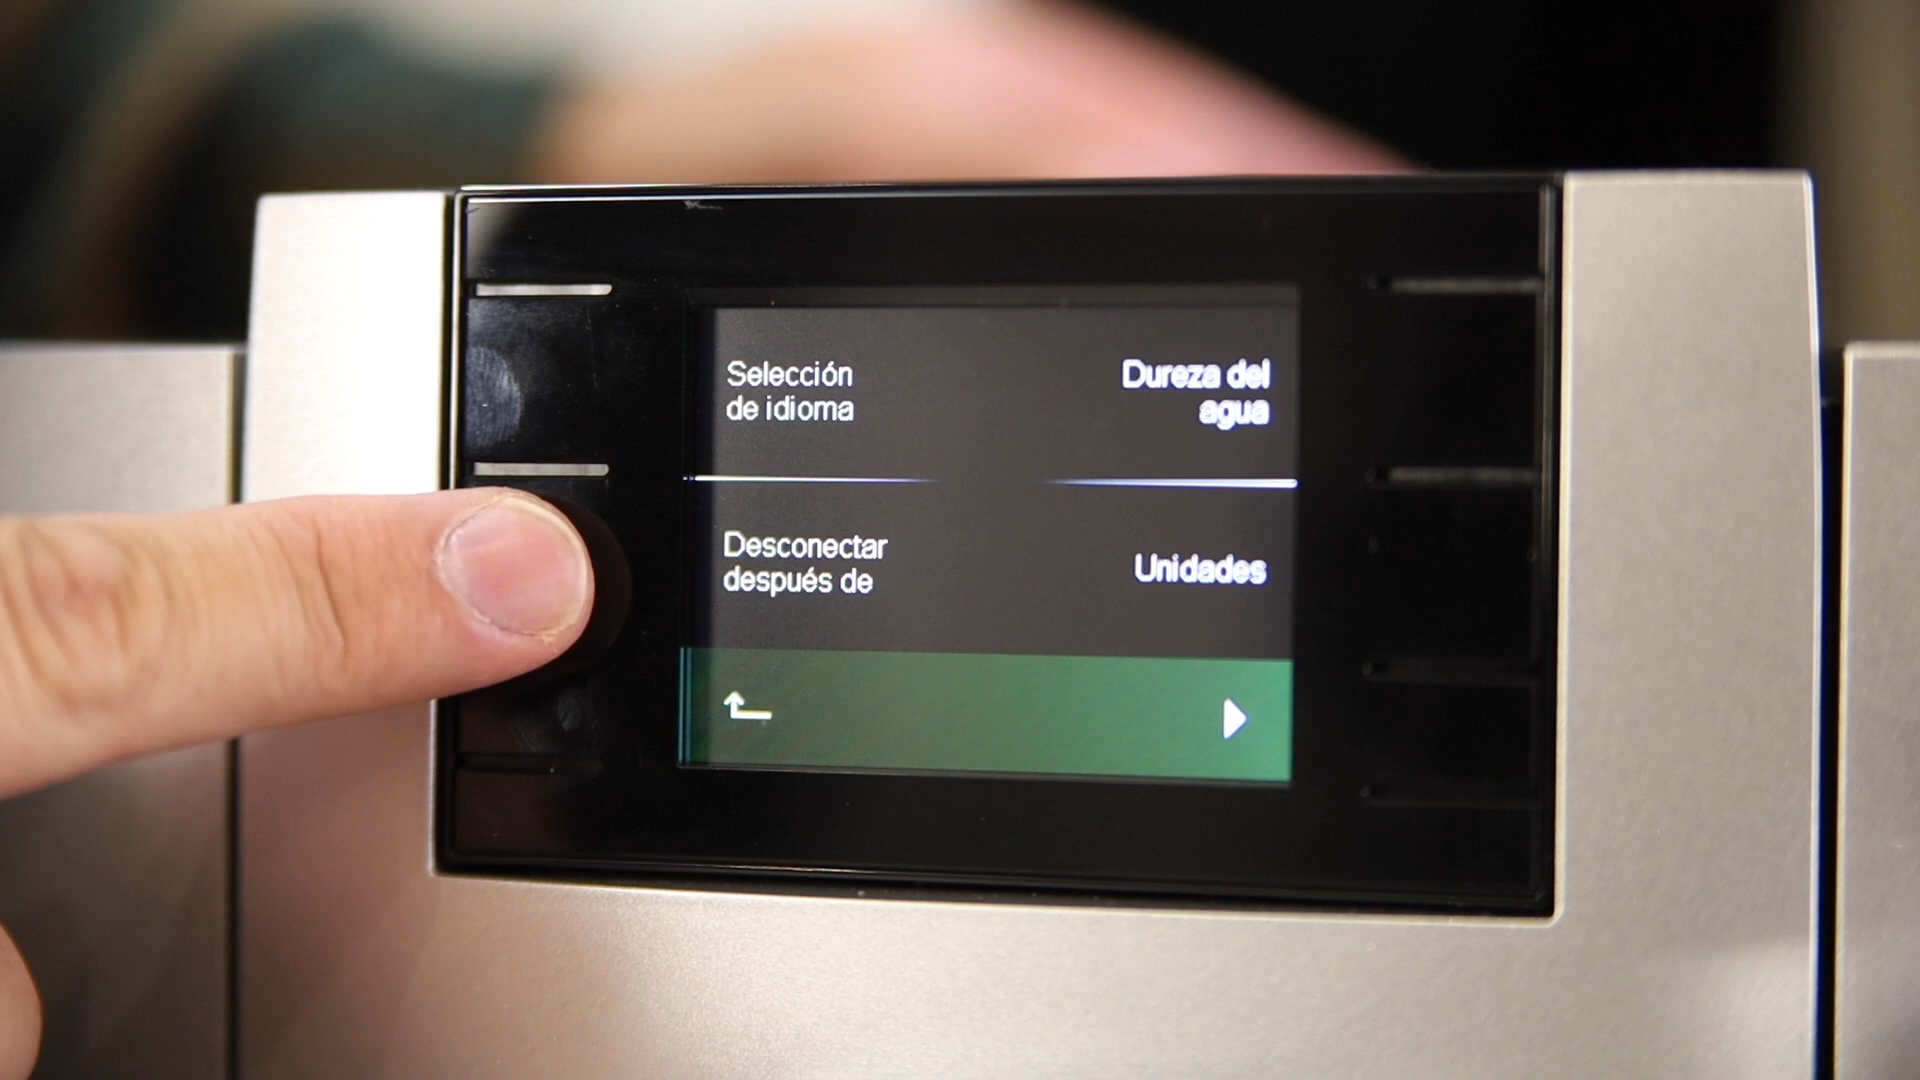 Selección
de idioma
Dureza del
agua
Desconectar
después de
Unidades